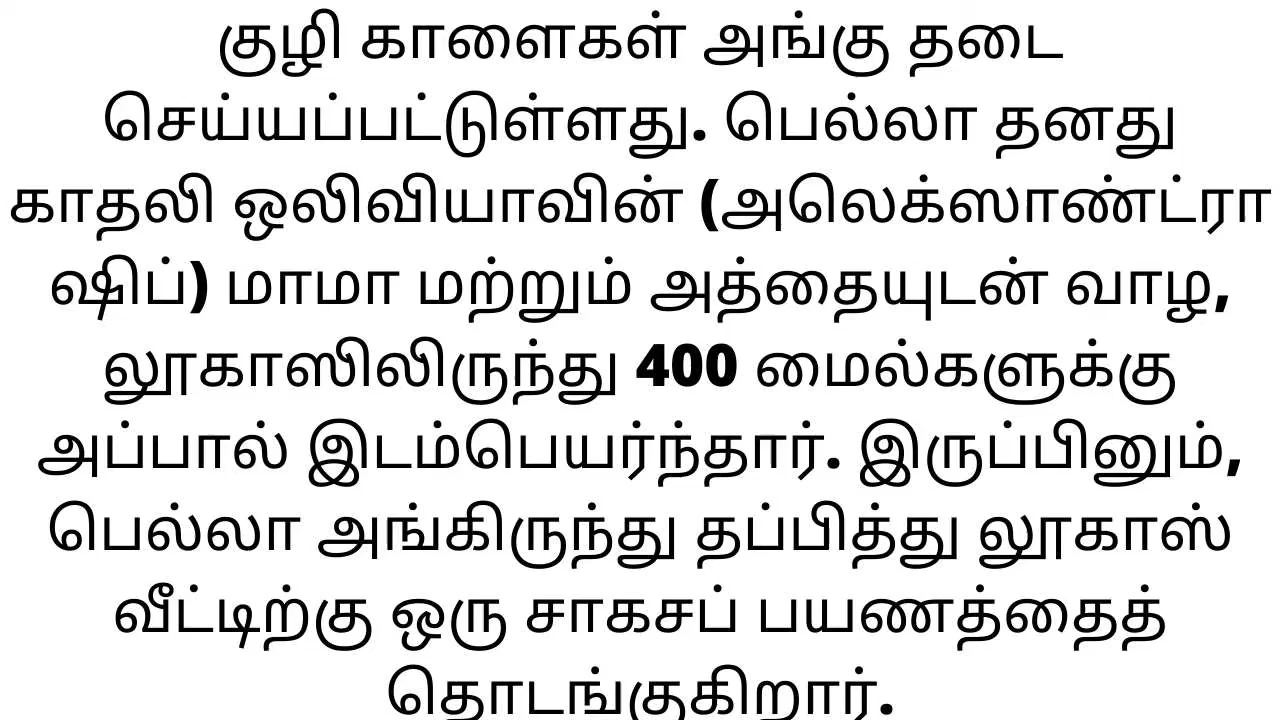 குழி காளைகள் அங்கு தடை
செய்யப்பட்டுள்ளது. பெல்லா தனது
காதலி ஒலிவியாவின் (அலெக்ஸாண்ட்ரா
ஷிப்) மாமா மற்றும் அத்தையுடன் வாழ,
லூகாஸிலிருந்து 400 மைல்களுக்கு
அப்பால் இடம்பெயர்ந்தார். இருப்பினும்,
பெல்லா அங்கிருந்து தப்பித்து லூகாஸ்
வீட்டிற்கு ஒரு சாகசப் பயணத்தைத்
தொடங்குகிறார்.